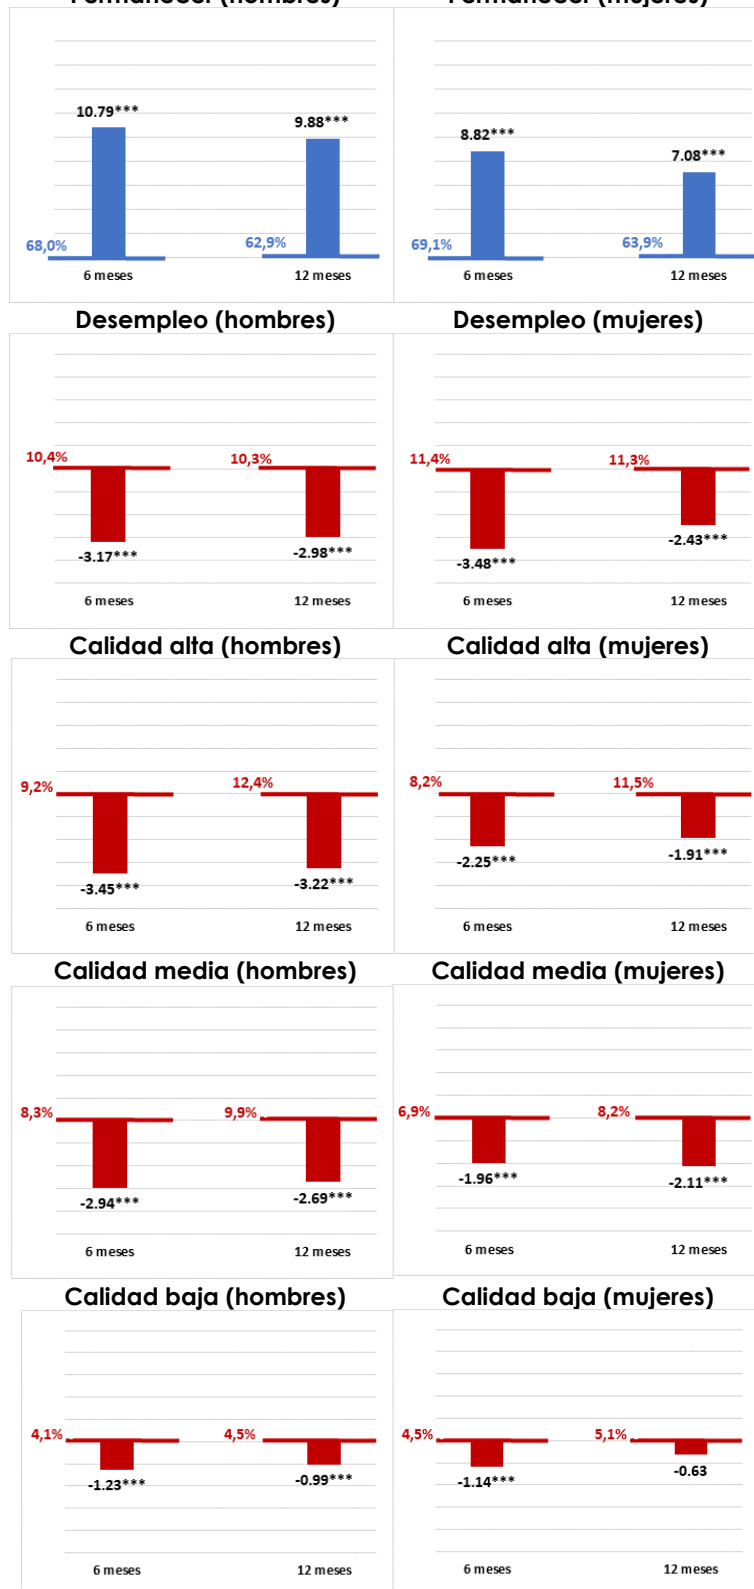 Permanecer (hombres)
Permanecer (mujeres)
10.79***
9.88***
68,0%
62,9%
6 meses
12 meses
8.82***
7.08***
69,1%
63,9%
6 meses
12 meses
Desempleo (hombres)
Desempleo (mujeres)
10,4%
10,3%
-3.17***
-2.98***
6 meses
12 meses
11,4%
11,3%
-3.48***
-2.43***
6 meses
12 meses
Calidad alta (hombres)
Calidad alta (mujeres)
9,2%
12,4%
-3.45***
-3.22***
6 meses
12 meses
8,2%
11,5%
-2.25***
-1.91***
6 meses
12 meses
Calidad media (hombres)
Calidad media (mujeres)
8,3%
9,9%
-2.94***
-2.69***
6 meses
12 meses
6,9%
8,2%
-1.96***
-2.11***
6 meses
12 meses
Calidad baja (hombres)
Calidad baja (mujeres)
4,1%
4,5%
-1.23***
-0.99***
6 meses
12 meses
4,5%
5,1%
-1.14***
-0.63
6 meses
12 meses